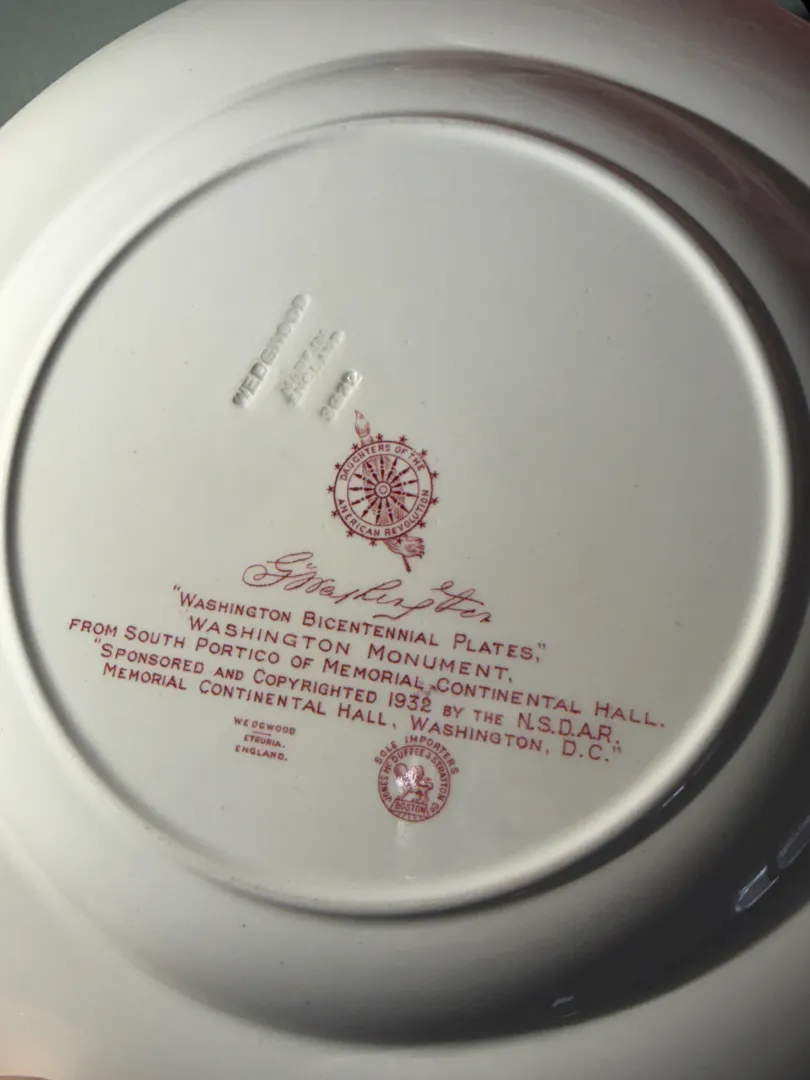 WEDGWOOD
MADE IN
ENGLAND
DAUGHTERS OF THE
AMERICAN REVOLUTION
G Washington
"WASHINGTON BICENTENNIAL PLATES,"
WASHINGTON MONUMENT,
FROM SOUTH PORTICO OF MEMORIAL CONTINENTAL HALL.
"SPONSORED AND COPYRIGHTED 1932 BY THE N.S.D.A.R.
MEMORIAL CONTINENTAL HALL, WASHINGTON, D.C."
WEDGWOOD
ETRURIA.
ENGLAND.
SOLE IMPORTERS
JONES McDUFFEE & STRATTON Co
BOSTON